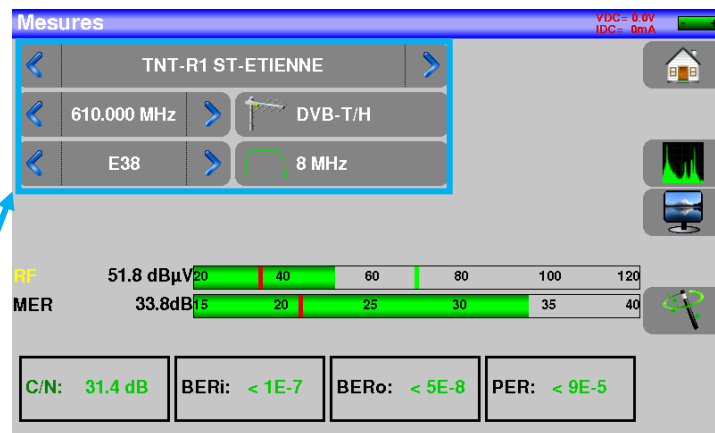 Mesures
VDC= 0.0V
IDC= 0mA
TNT-R1 ST-ETIENNE
610.000 MHz
DVB-T/H
E38
8 MHz
RF 51.8 dBµV 20 40 60 80 100 120
MER 33.8dB 15 20 25 30 35 40
C/N: 31.4 dB BERi: < 1E-7 BERo: < 5E-8 PER: < 9E-5